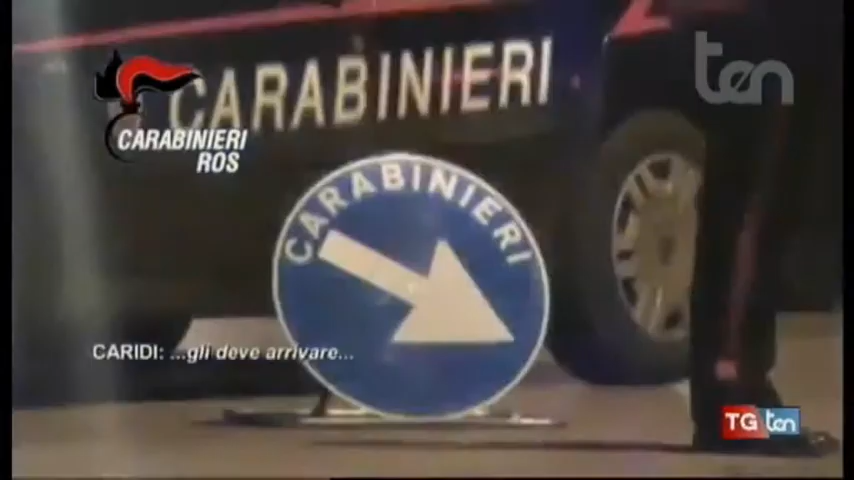 ten
CARABINIERI
CARABINIERI
ROS
CARABINIERI
CARIDI: ...gli deve arrivare...
TG ten